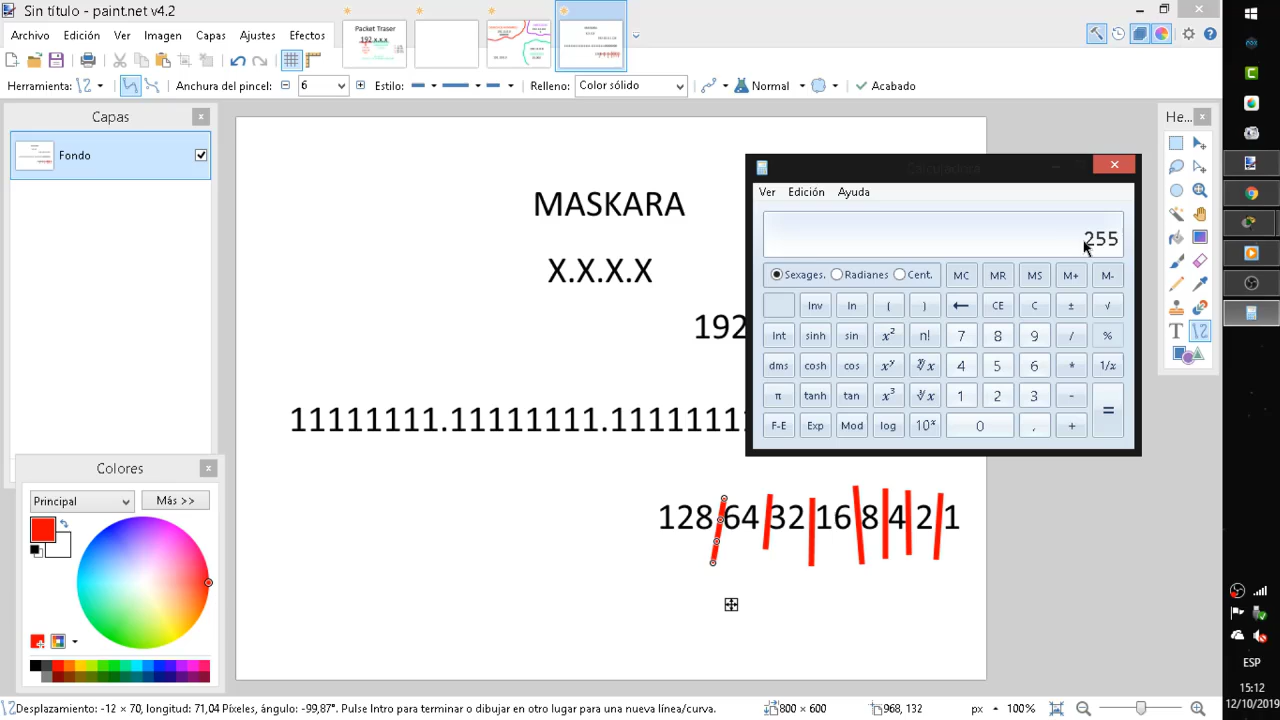 Sin título - paint.net v4.2
Archivo Edición Ver Imagen Capas Ajustes Efectos
Herramienta: Anchura del pincel: 6 Estilo: Relleno: Color sólido Normal Acabado
Capas
Fondo
He...
MASKARA
X.X.X.X
192
11111111.11111111.11111111
128 64 32 16 8 4 2 1
Ver Edición Ayuda
255
Sexages. Radianes Cent. MC MR MS M+ M-
Inv ln ( ) ← CE C ± √
Int sinh sin x² n! 7 8 9 / %
dms cosh cos xʸ ʸ√x 4 5 6 * 1/x
π tanh tan x³ ³√x 1 2 3 - =
F-E Exp Mod log 10ˣ 0 , +
Colores
Principal Más >>
ESP
15:12
12/10/2019
Desplazamiento: -12 × 70, longitud: 71,04 Píxeles, ángulo: -99,87°. Pulse Intro para terminar o dibujar en otro lugar para una nueva línea/curva. 800 × 600 968, 132 px 100%